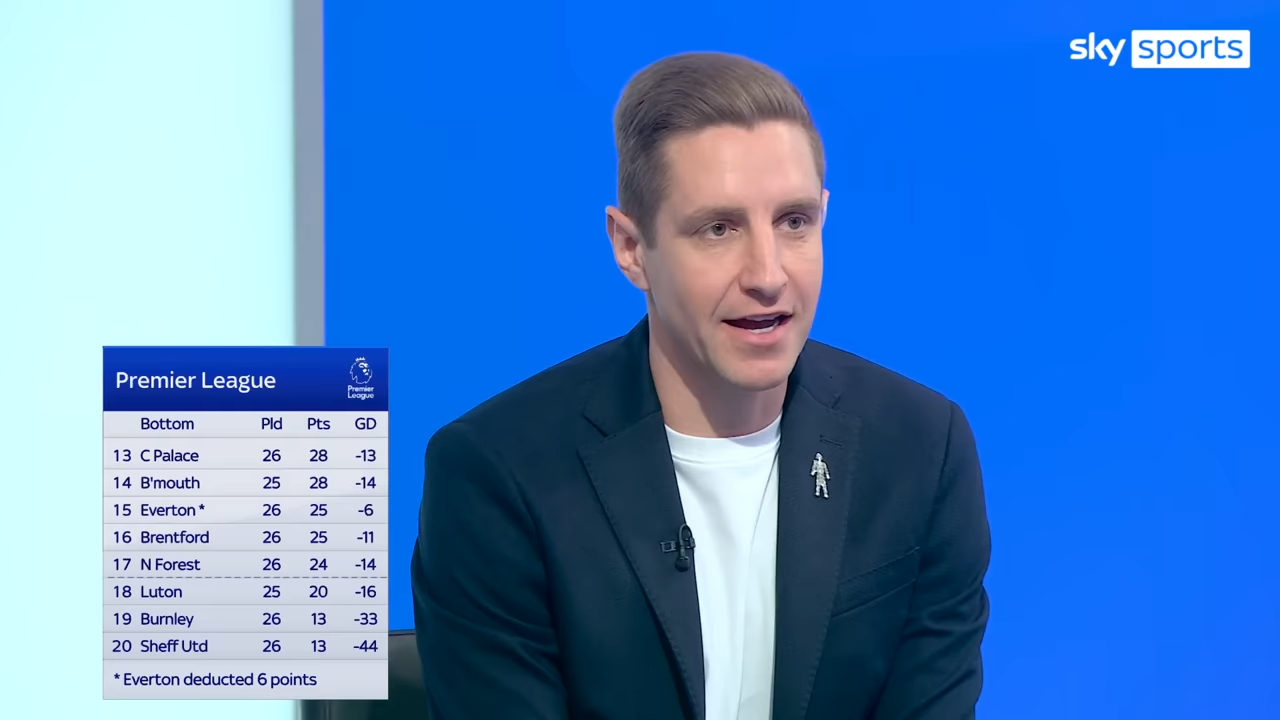 sky sports
Premier League
Premier League
Bottom Pld Pts GD
13 C Palace 26 28 -13
14 B'mouth 25 28 -14
15 Everton * 26 25 -6
16 Brentford 26 25 -11
17 N Forest 26 24 -14
18 Luton 25 20 -16
19 Burnley 26 13 -33
20 Sheff Utd 26 13 -44
* Everton deducted 6 points